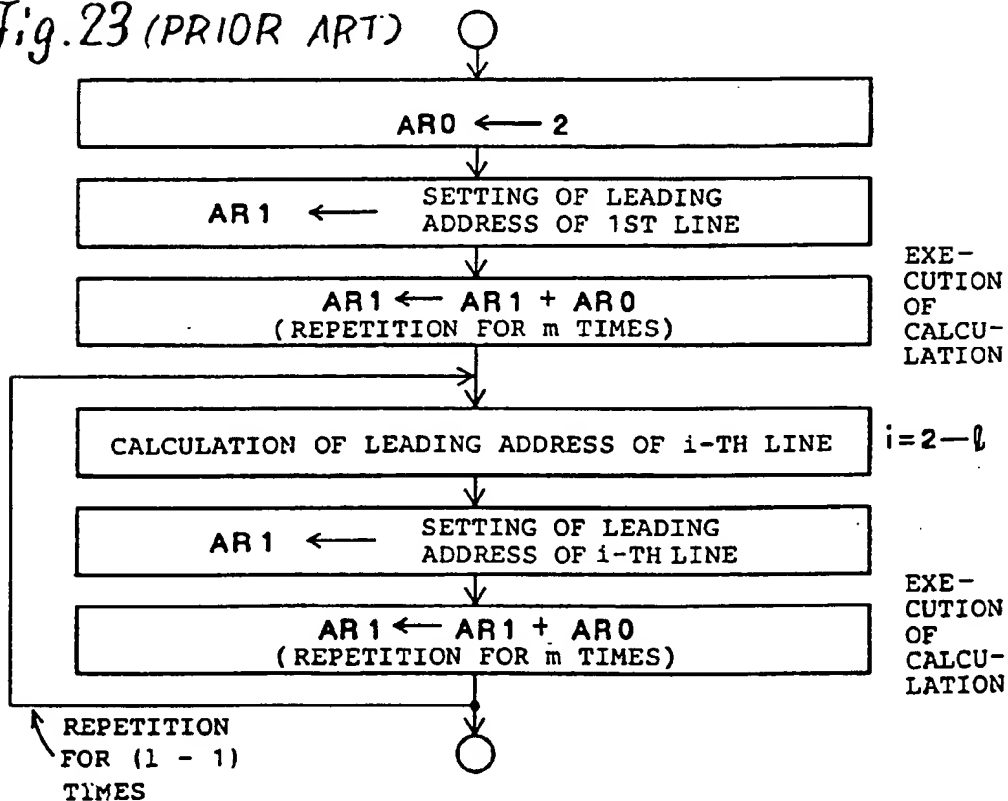 Fig.23 (PRIOR ART)
AR0 ← 2
AR1 ← SETTING OF LEADING
ADDRESS OF 1ST LINE
AR1 ← AR1 + AR0
(REPETITION FOR m TIMES)
EXE-
CUTION
OF
CALCU-
LATION
CALCULATION OF LEADING ADDRESS OF i-TH LINE
i=2—ℓ
AR1 ← SETTING OF LEADING
ADDRESS OF i-TH LINE
AR1 ← AR1 + AR0
(REPETITION FOR m TIMES)
EXE-
CUTION
OF
CALCU-
LATION
REPETITION
FOR (l - 1)
TIMES